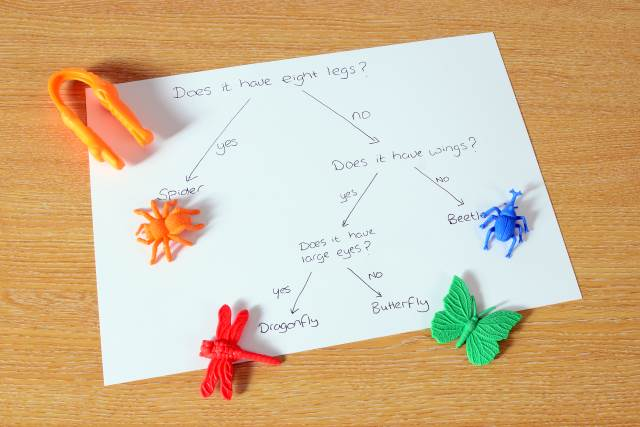 Does it have eight legs?
yes
no
Spider
Does it have wings?
yes
NO
Beetle
Does it have
large eyes?
yes
NO
Dragonfly
Butterfly